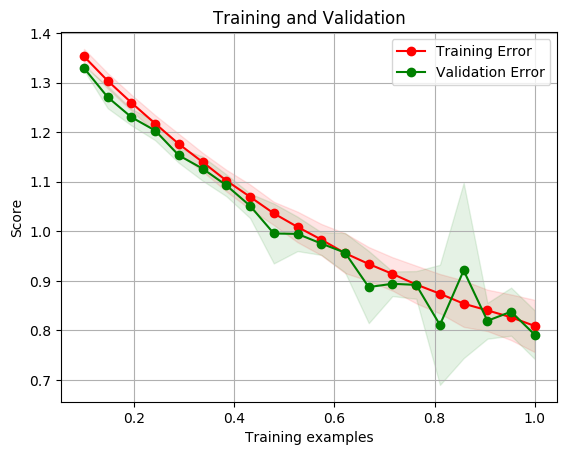 Training and Validation
Training Error
Validation Error
Score
1.4
1.3
1.2
1.1
1.0
0.9
0.8
0.7
0.2
0.4
0.6
0.8
1.0
Training examples